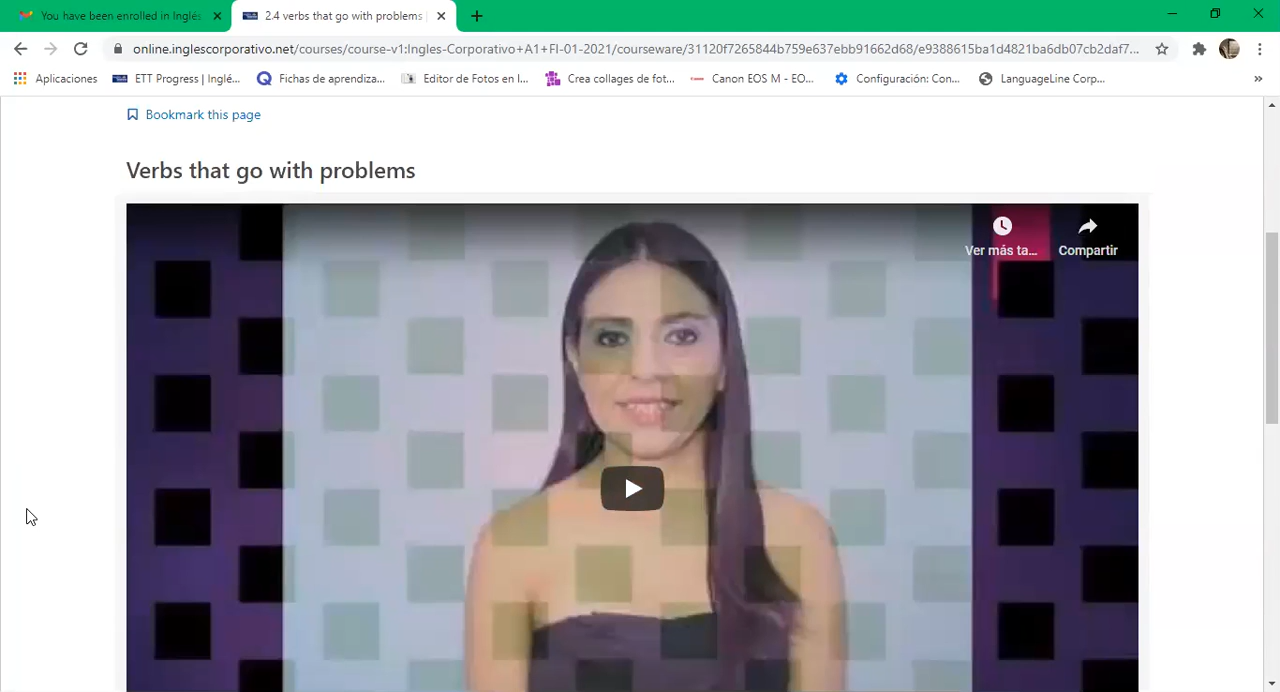 You have been enrolled in Inglés
2.4 verbs that go with problems
online.inglescorporativo.net/courses/course-v1:Ingles-Corporativo+A1+FI-01-2021/courseware/31120f7265844b759e637ebb91662d68/e9388615ba1d4821ba6db07cb2daf7...
Aplicaciones ETT Progress | Inglé... Fichas de aprendiza... Editor de Fotos en l... Crea collages de fot... Canon EOS M - EO... Configuración: Con... LanguageLine Corp... »
Bookmark this page
Verbs that go with problems
Ver más ta... Compartir